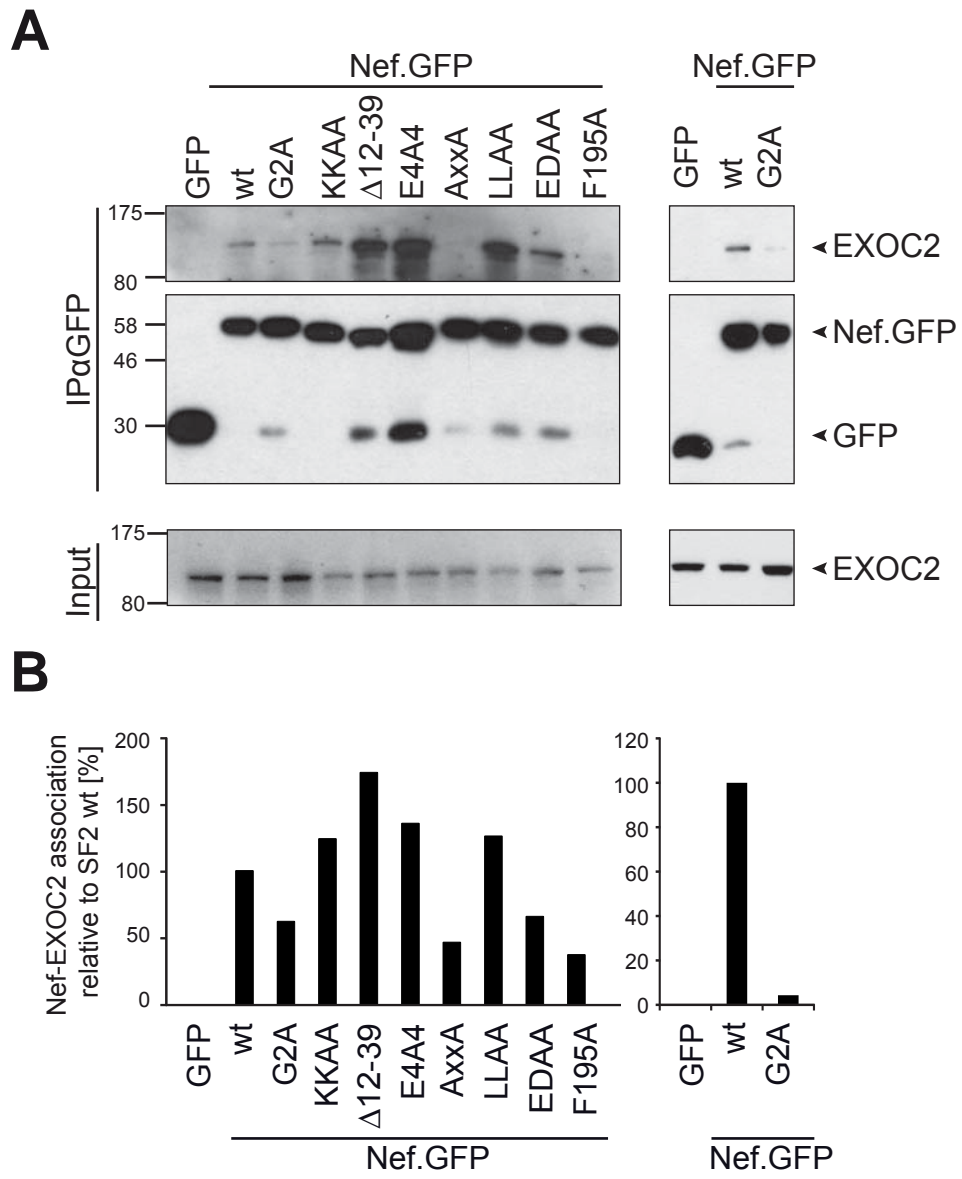 A
Nef.GFP
Nef.GFP
GFP wt G2A KKAA Δ12-39 E4A4 AxxA LLAA EDAA F195A
GFP wt G2A
IPαGFP
175
80
EXOC2
58
46
30
Nef.GFP
GFP
Input
175
80
EXOC2
B
Nef-EXOC2 association
relative to SF2 wt [%]
200
150
100
50
0
120
100
80
60
40
20
0
GFP wt G2A KKAA Δ12-39 E4A4 AxxA LLAA EDAA F195A
GFP wt G2A
Nef.GFP
Nef.GFP